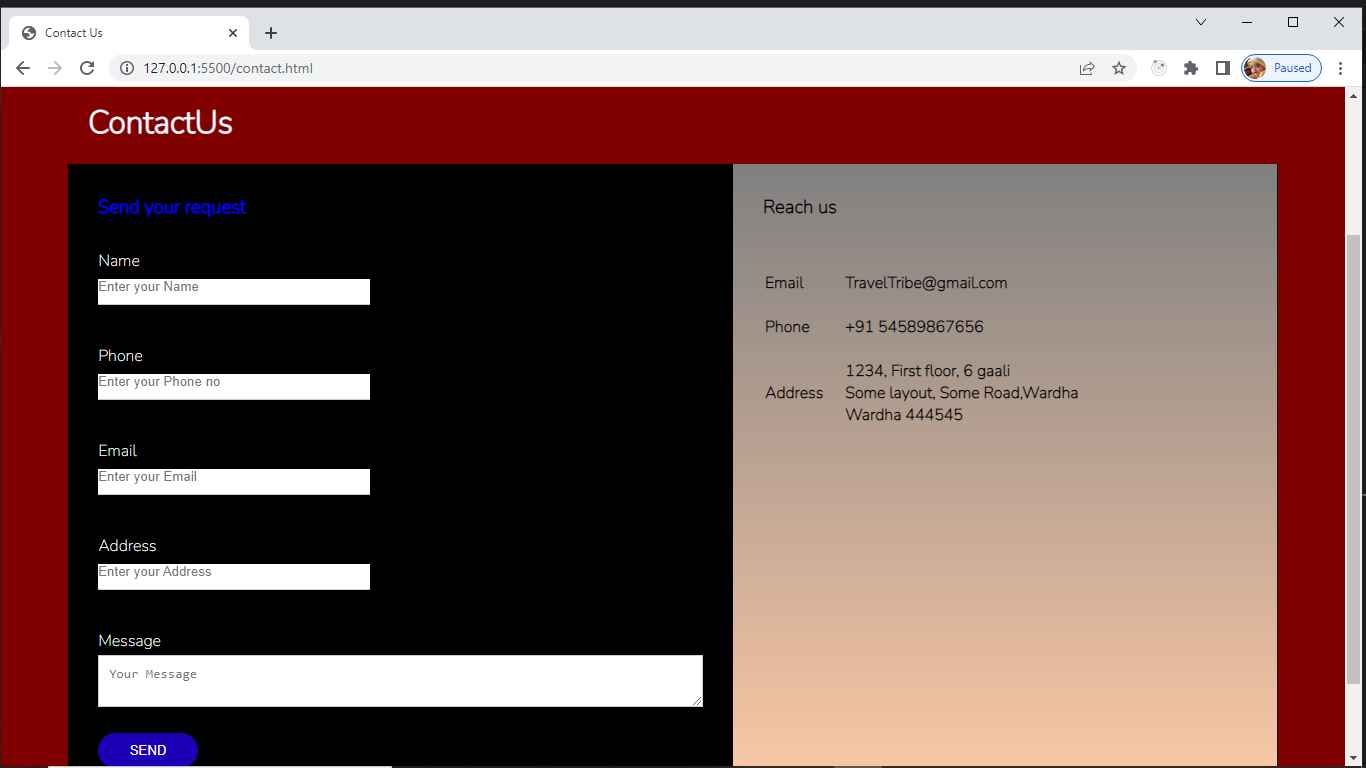 Contact Us
127.0.0.1:5500/contact.html
Paused
ContactUs
Send your request
Name
Enter your Name
Phone
Enter your Phone no
Email
Enter your Email
Address
Enter your Address
Message
Your Message
SEND
Reach us
Email TravelTribe@gmail.com
Phone +91 54589867656
1234, First floor, 6 gaali
Address Some layout, Some Road,Wardha
Wardha 444545